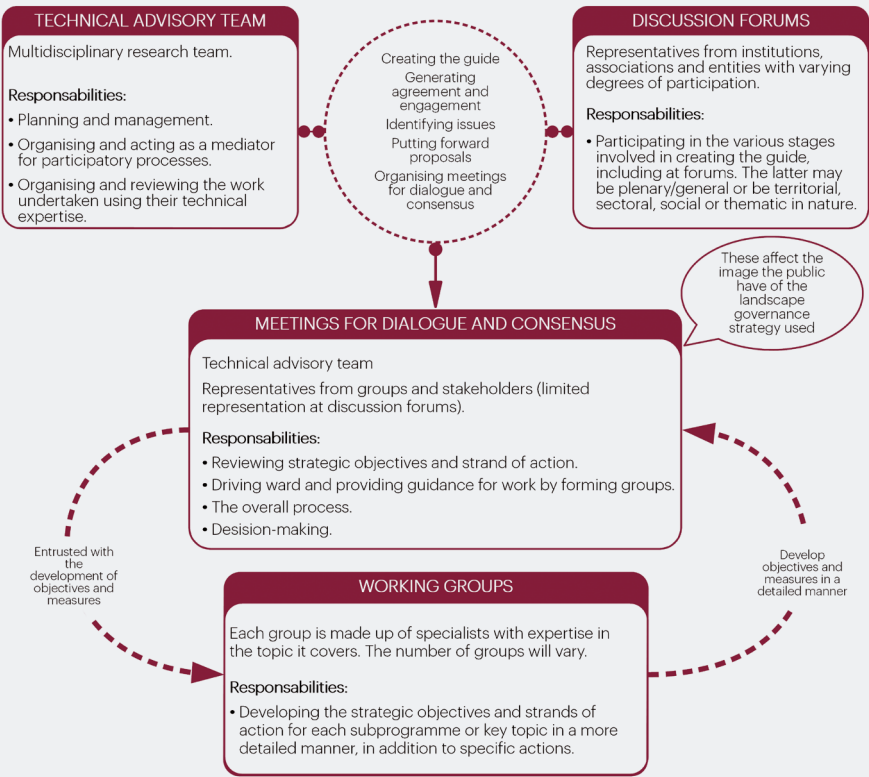 TECHNICAL ADVISORY TEAM
Multidisciplinary research team.
Responsabilities:
• Planning and management.
• Organising and acting as a mediator
for participatory processes.
• Organising and reviewing the work
undertaken using their technical
expertise.
Creating the guide
Generating
agreement and
engagement
Identifying issues
Putting forward
proposals
Organising meetings
for dialogue and
consensus
DISCUSSION FORUMS
Representatives from institutions,
associations and entities with varying
degrees of participation.
Responsabilities:
• Participating in the various stages
involved in creating the guide,
including at forums. The latter may
be plenary/general or be territorial,
sectoral, social or thematic in nature.
These affect the
image the public
have of the
landscape
governance
strategy used
MEETINGS FOR DIALOGUE AND CONSENSUS
Technical advisory team
Representatives from groups and stakeholders (limited
representation at discussion forums).
Responsabilities:
• Reviewing strategic objectives and strand of action.
• Driving ward and providing guidance for work by forming groups.
• The overall process.
• Desision-making.
Entrusted with
the
development of
objectives and
measures
Develop
objectives and
measures in a
detailed manner
WORKING GROUPS
Each group is made up of specialists with expertise in
the topic it covers. The number of groups will vary.
Responsabilities:
• Developing the strategic objectives and strands of
action for each subprogramme or key topic in a more
detailed manner, in addition to specific actions.